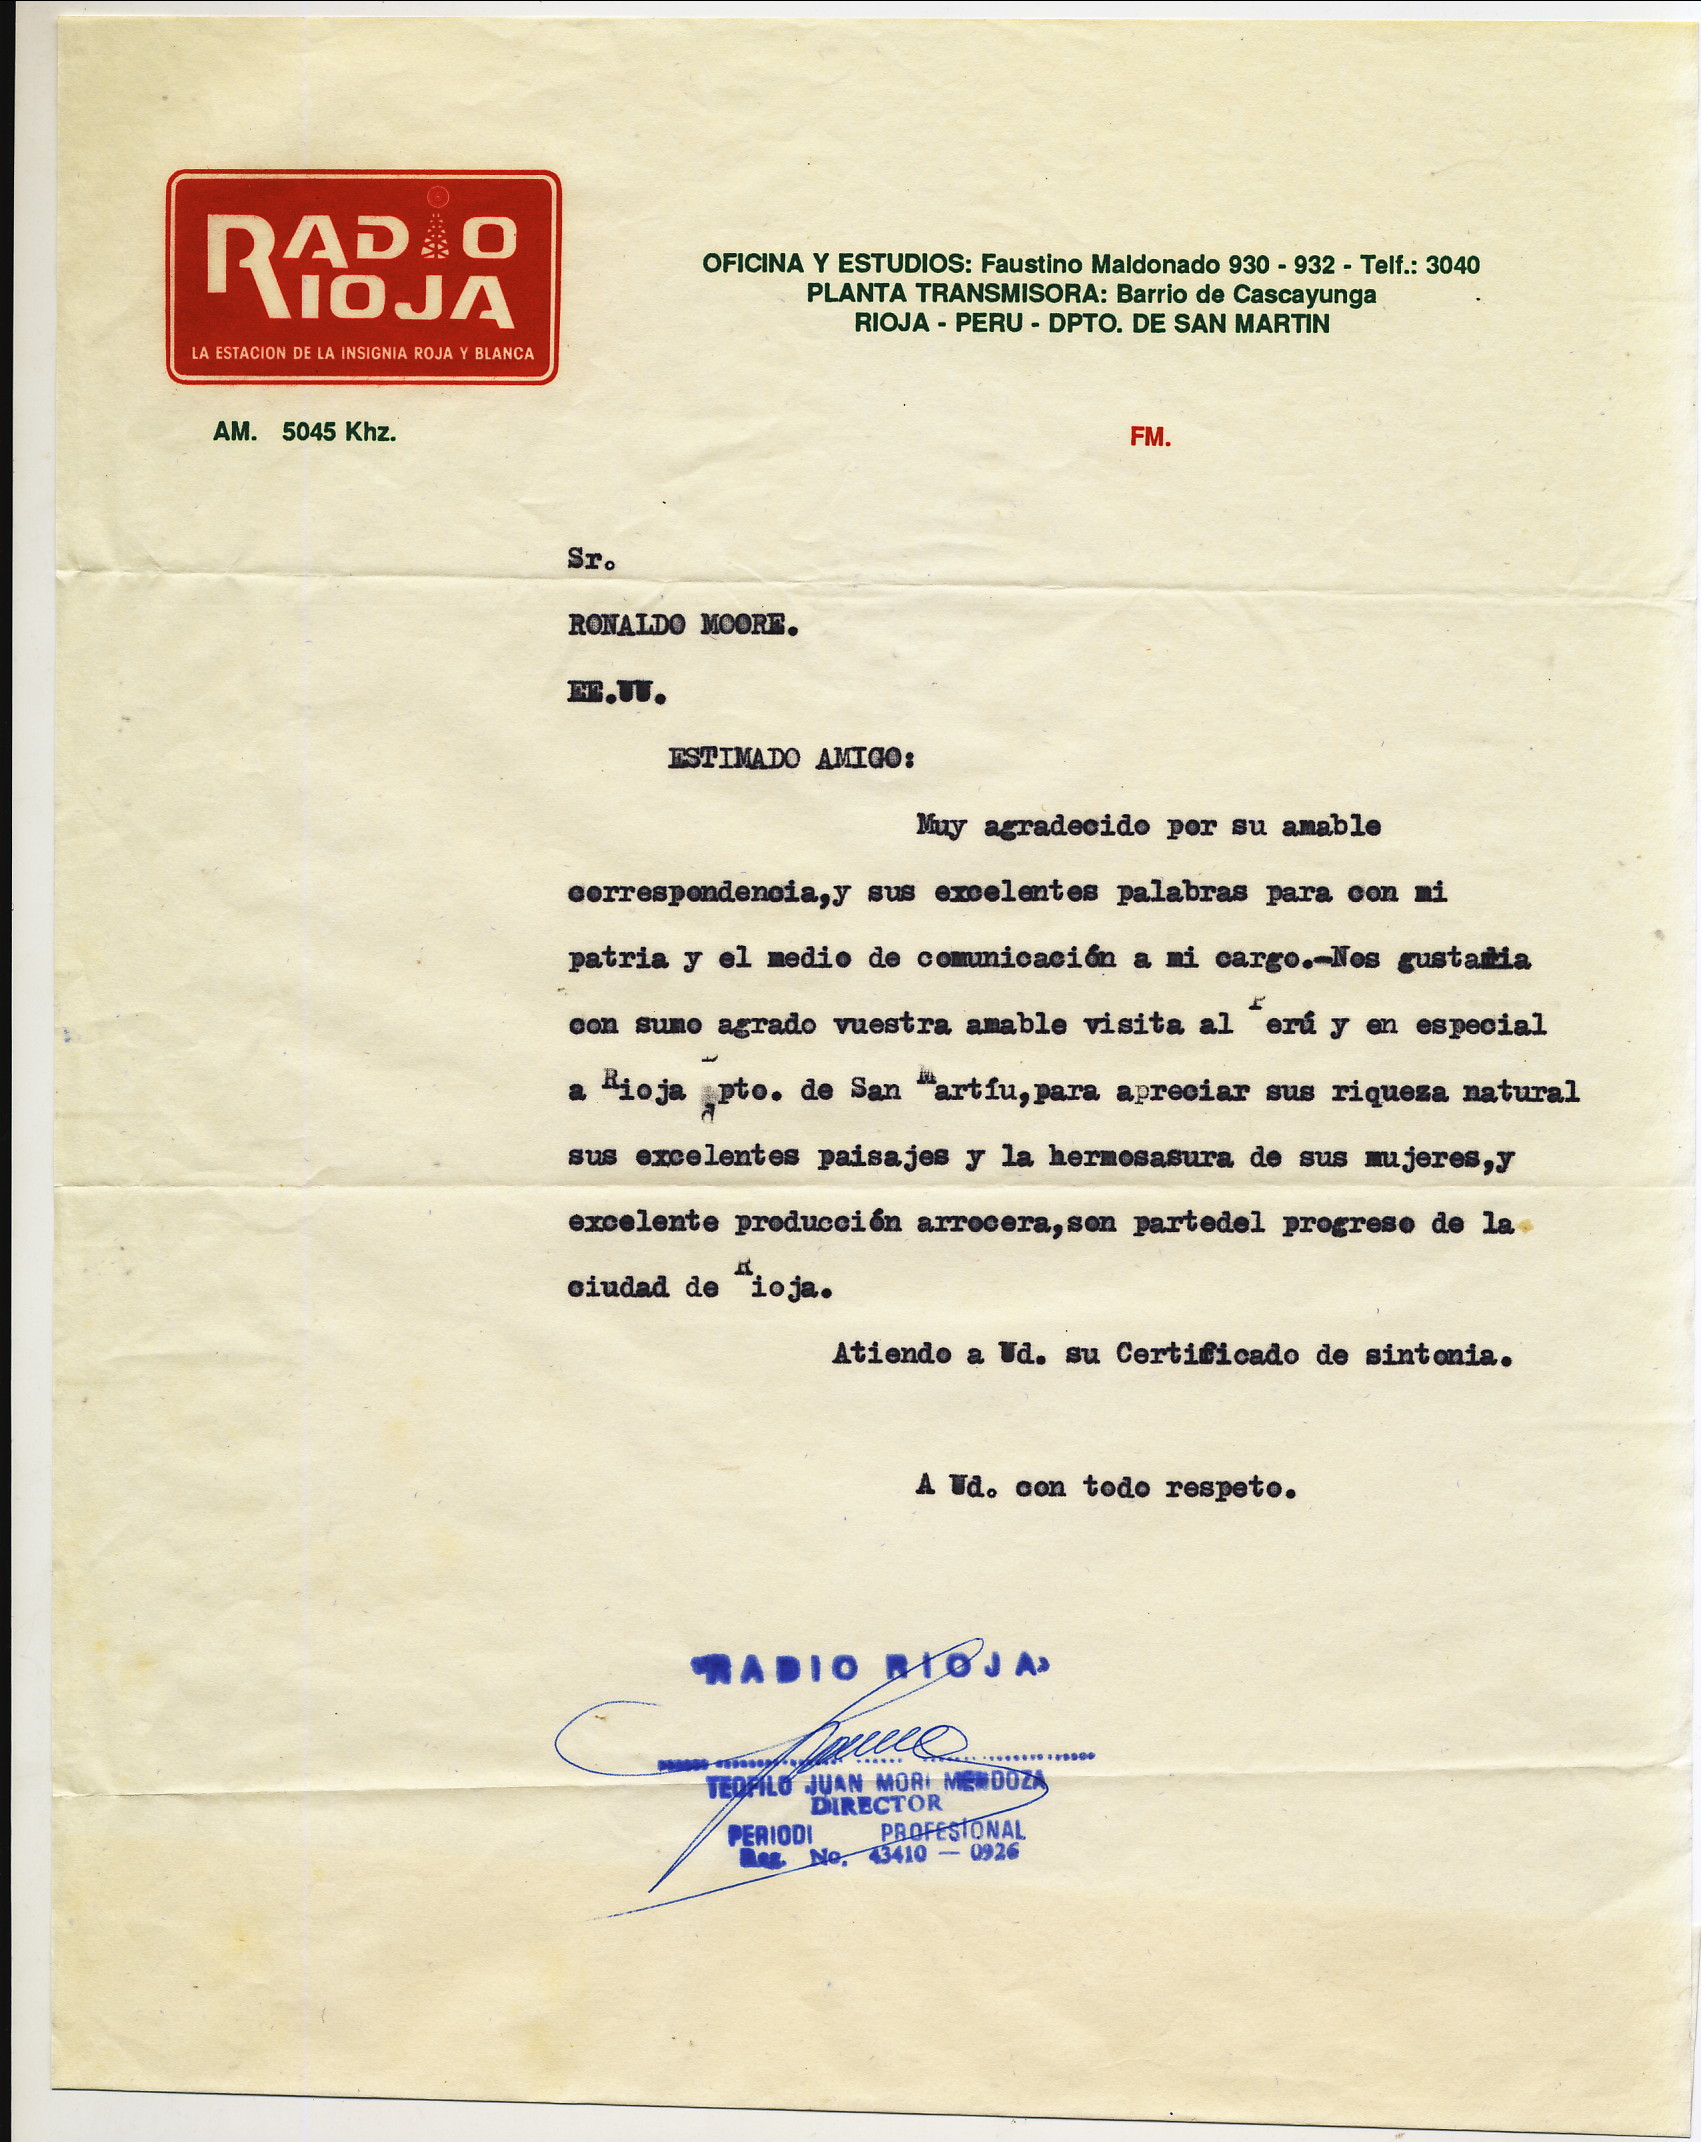 RADIO
RIOJA
LA ESTACION DE LA INSIGNIA ROJA Y BLANCA
OFICINA Y ESTUDIOS: Faustino Maldonado 930 - 932 - Telf.: 3040
PLANTA TRANSMISORA: Barrio de Cascayunga
RIOJA - PERU - DPTO. DE SAN MARTIN
AM. 5045 Khz.
FM.
Sr.
RONALDO MOORE.
EE.UU.
ESTIMADO AMIGO:
Muy agradecido por su amable
correspondencia,y sus excelentes palabras para con mi
patria y el medio de comunicación a mi cargo.-Nos gustaria
con sumo agrado vuestra amable visita al Perú y en especial
a Rioja Dpto. de San Martíu,para apreciar sus riqueza natural
sus excelentes paisajes y la hermosasura de sus mujeres,y
excelente producción arrocera,son partedel progreso de la
ciudad de Rioja.
Atiendo a Ud. su Certificado de sintonia.
A Ud. con todo respeto.
"RADIO RIOJA"
TEOFILO JUAN MORI MENDOZA
DIRECTOR
PERIODI PROFESIONAL
Reg. No. 43410 — 0926